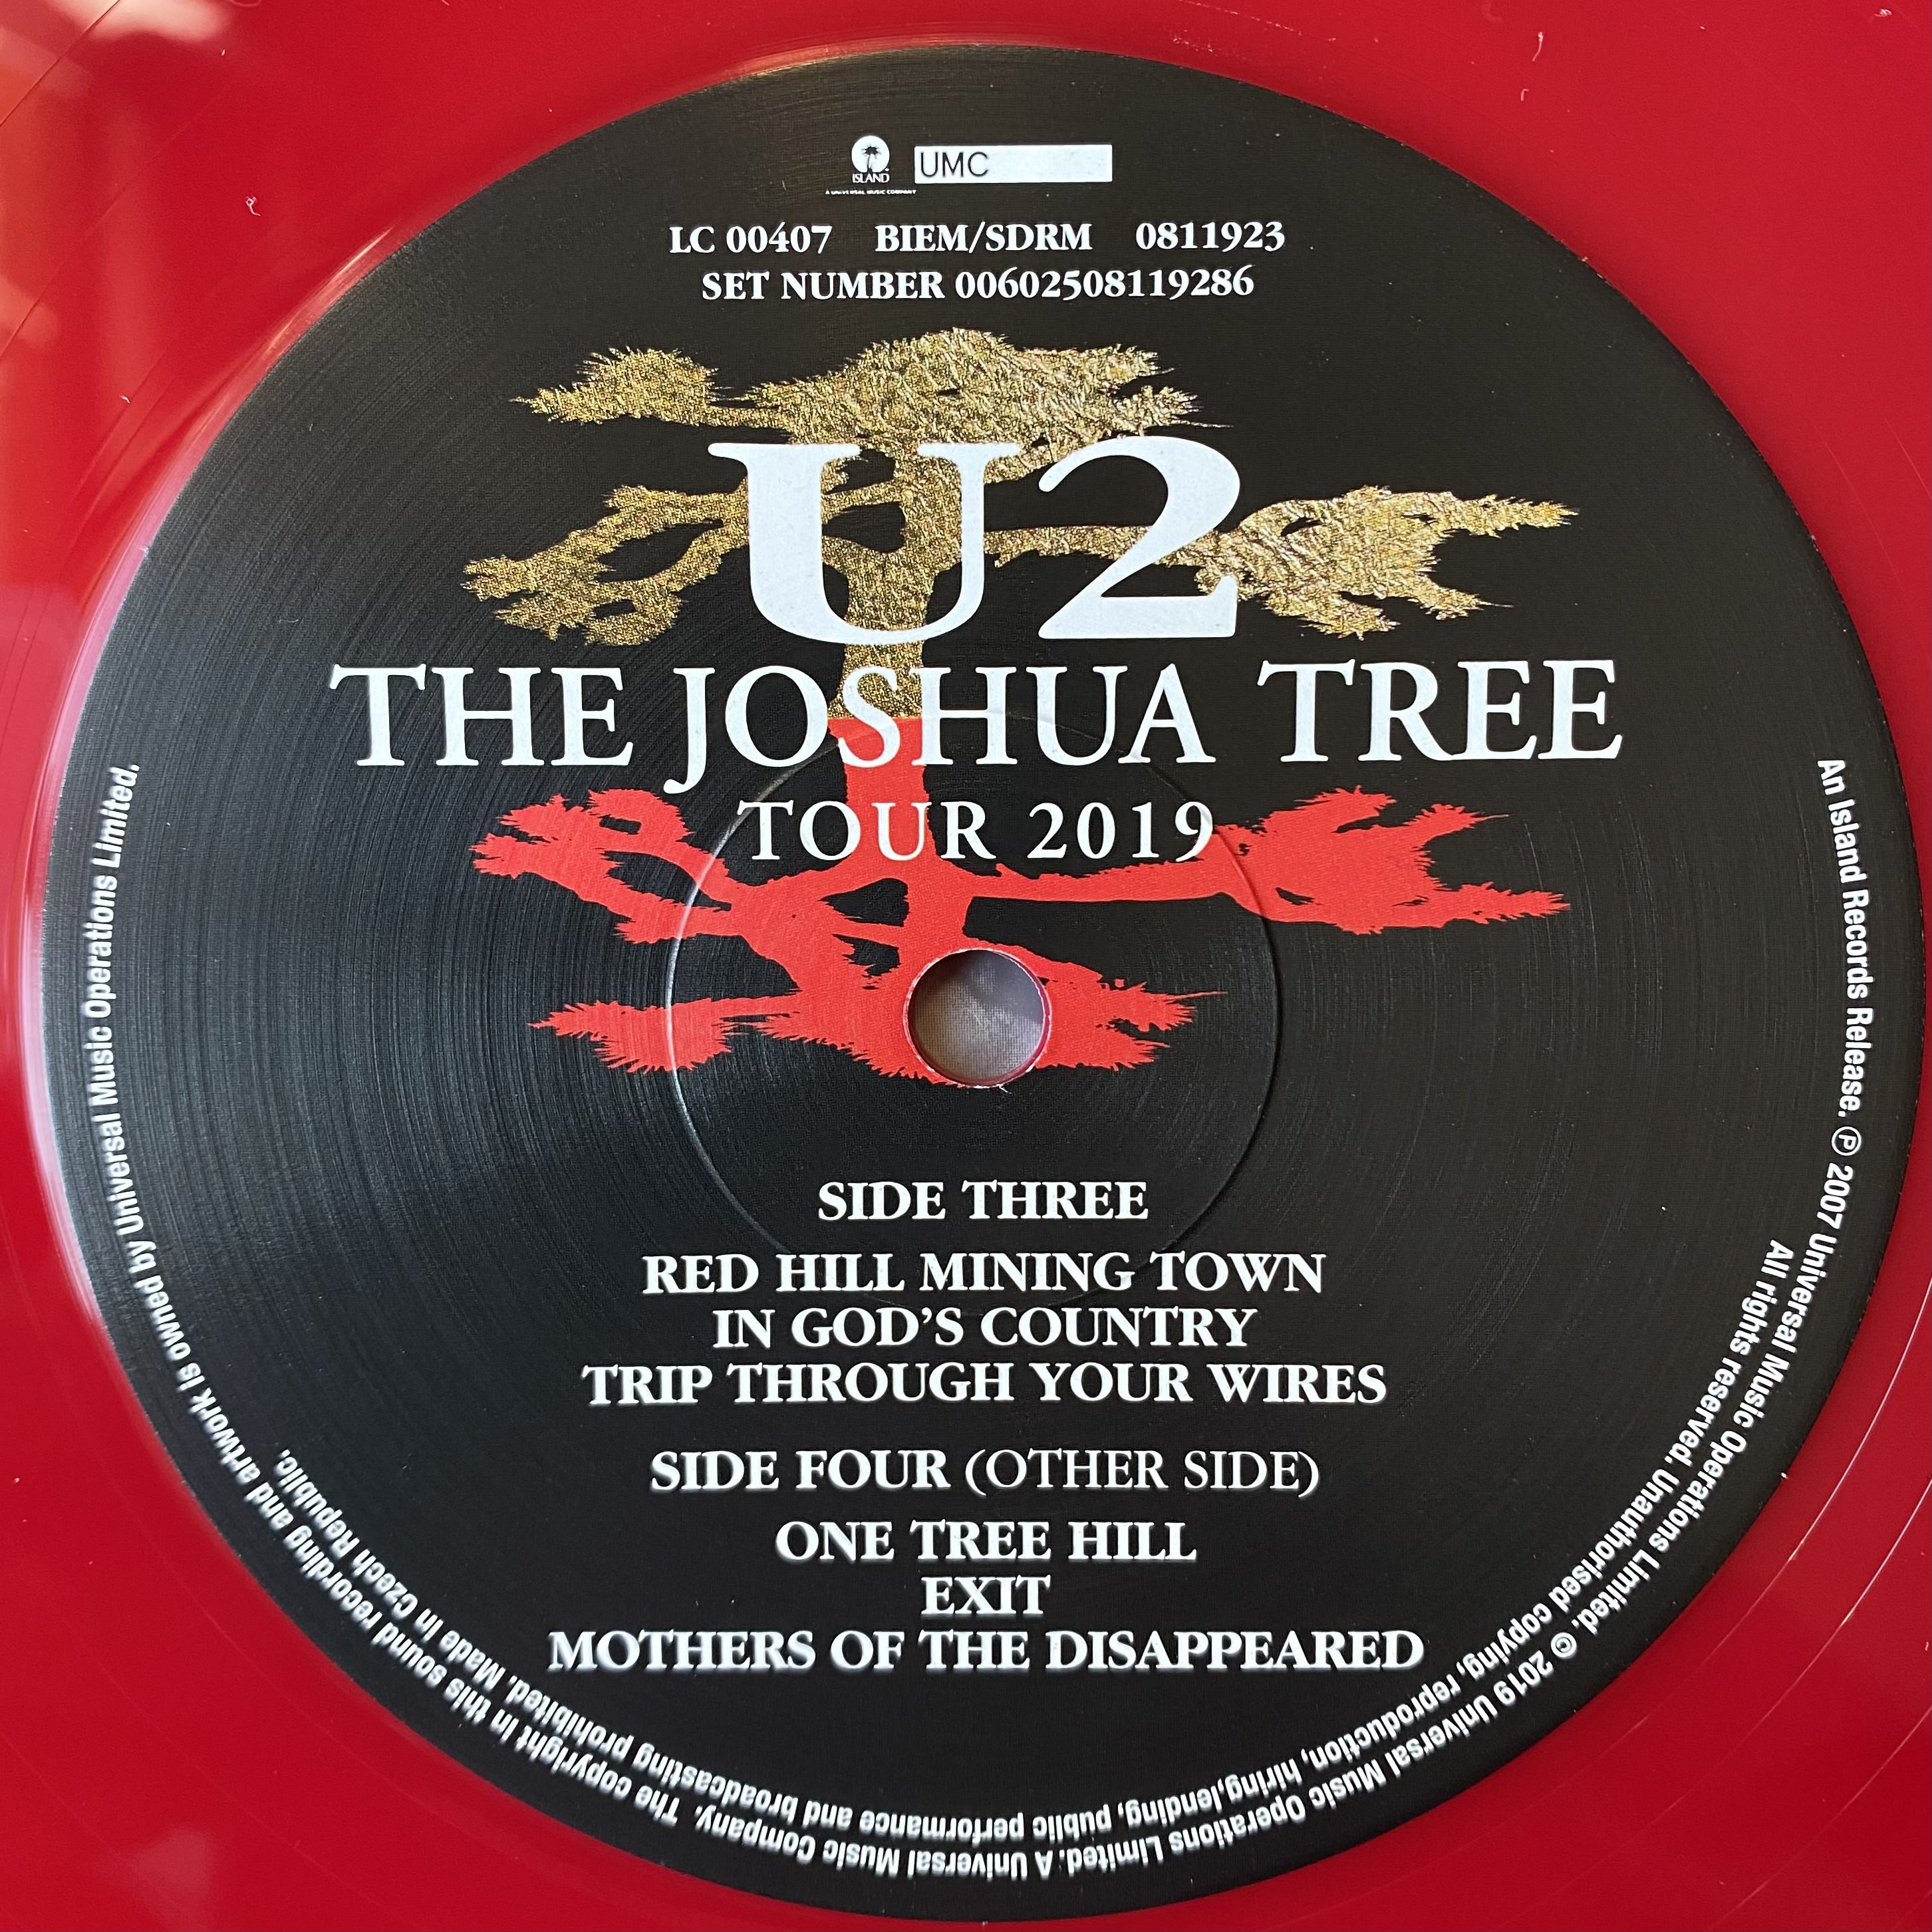 ISLAND
A UNIVERSAL MUSIC COMPANY
UMC
LC 00407 BIEM/SDRM 0811923
SET NUMBER 00602508119286
U2
THE JOSHUA TREE
TOUR 2019
SIDE THREE
RED HILL MINING TOWN
IN GOD’S COUNTRY
TRIP THROUGH YOUR WIRES
SIDE FOUR (OTHER SIDE)
ONE TREE HILL
EXIT
MOTHERS OF THE DISAPPEARED
An Island Records Release. ℗ 2007 Universal Music Operations Limited. © 2019 Universal Music Operations Limited.A Universal Music Company. The copyright in this sound recording and artwork is owned by Universal Music Operations Limited.
All rights reserved. Unauthorised copying, reproduction, hiring,lending, public performance and broadcasting prohibited. Made in Czech Republic.